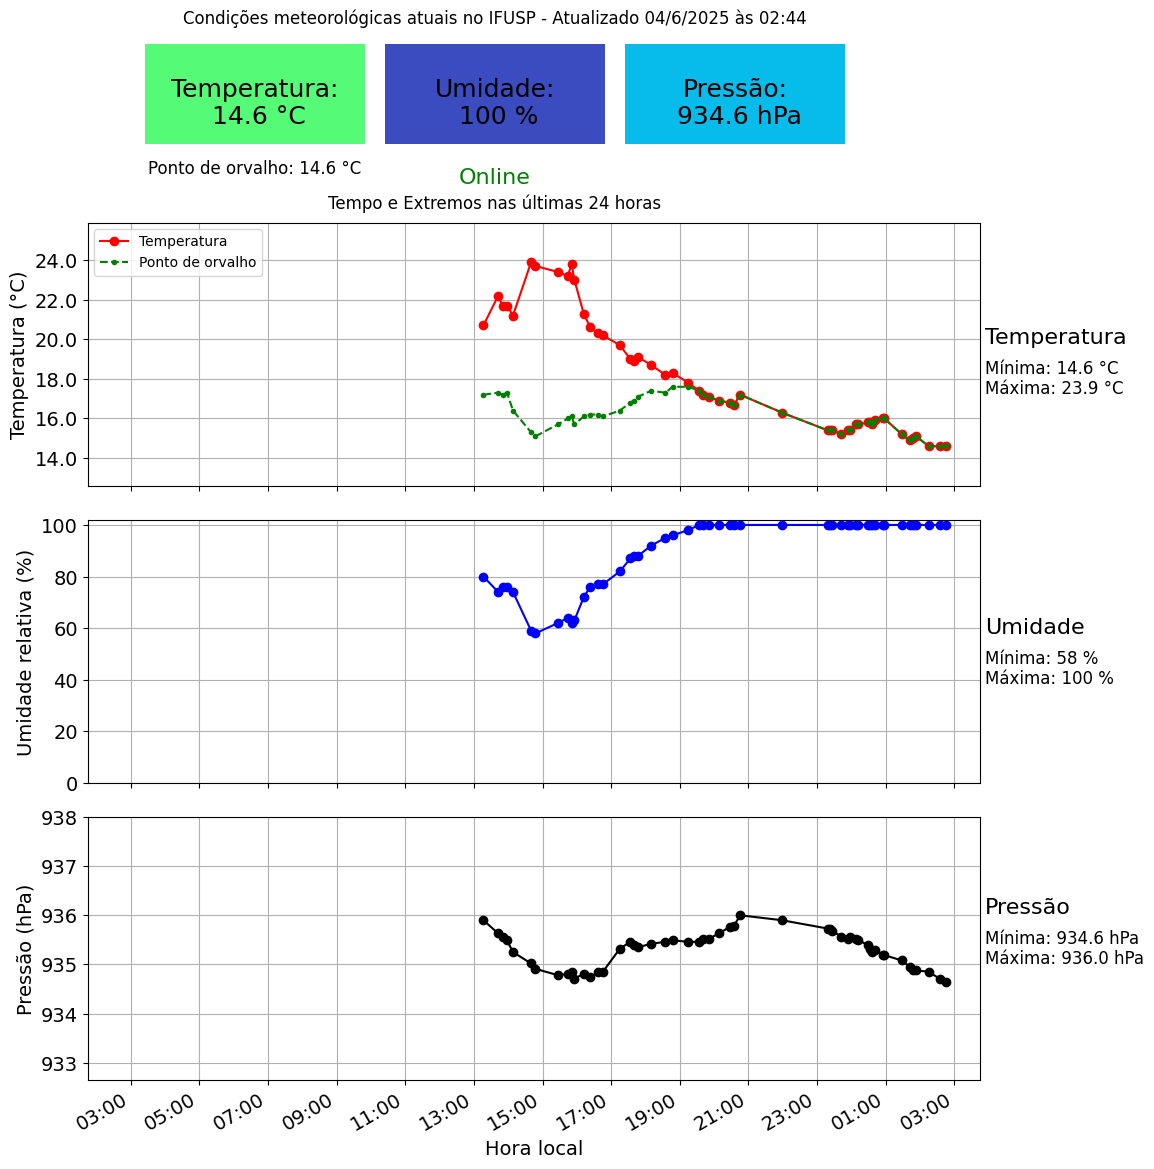 Condições meteorológicas atuais no IFUSP - Atualizado 04/6/2025 às 02:44
Temperatura:
14.6 °C
Umidade:
100 %
Pressão:
934.6 hPa
Ponto de orvalho: 14.6 °C
Online
Tempo e Extremos nas últimas 24 horas
Temperatura
Ponto de orvalho
Temperatura (°C)
24.0
22.0
20.0
18.0
16.0
14.0
Temperatura
Mínima: 14.6 °C
Máxima: 23.9 °C
Umidade relativa (%)
100
80
60
40
20
0
Umidade
Mínima: 58 %
Máxima: 100 %
Pressão (hPa)
938
937
936
935
934
933
Pressão
Mínima: 934.6 hPa
Máxima: 936.0 hPa
03:00
05:00
07:00
09:00
11:00
13:00
15:00
17:00
19:00
21:00
23:00
01:00
03:00
Hora local